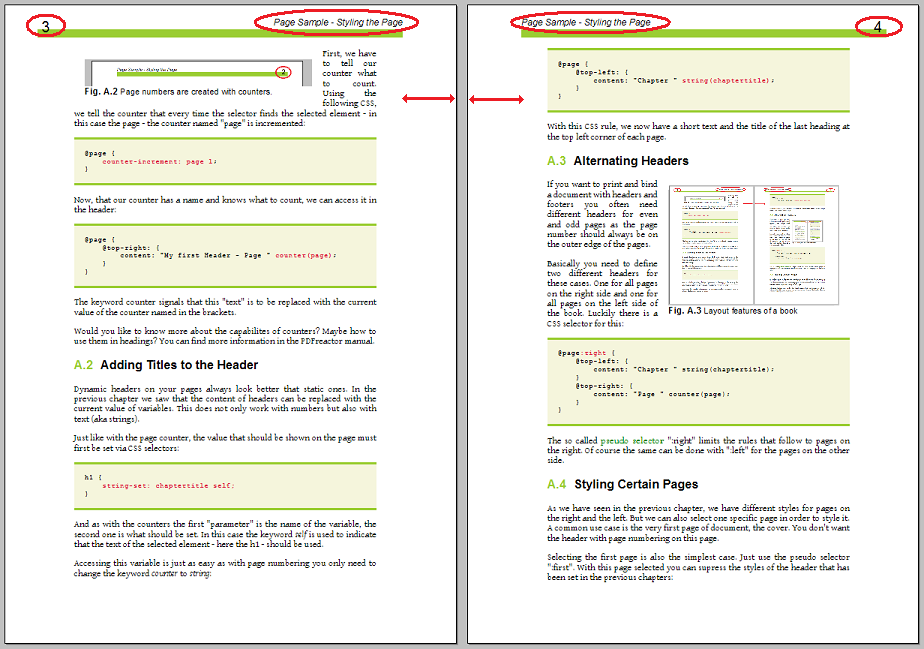 3
Page Sample - Styling the Page
Page Sample - Styling the Page
2
Fig. A.2 Page numbers are created with counters.
First, we have
to tell our
counter what
to count.
Using the
following CSS,
we tell the counter that every time the selector finds the selected element - in
this case the page - the counter named "page" is incremented:
@page {
counter-increment: page 1;
}
Now, that our counter has a name and knows what to count, we can access it in
the header:
@page {
@top-right: {
content: "My first Header - Page " counter(page);
}
}
The keyword counter signals that this "text" is to be replaced with the current
value of the counter named in the brackets.
Would you like to know more about the capabilites of counters? Maybe how to
use them in headings? You can find more information in the PDFreactor manual.
A.2 Adding Titles to the Header
Dynamic headers on your pages always look better that static ones. In the
previous chapter we saw that the content of headers can be replaced with the
current value of variables. This does not only work with numbers but also with
text (aka strings).
Just like with the page counter, the value that should be shown on the page must
first be set via CSS selectors:
h1 {
string-set: chaptertitle self;
}
And as with the counters the first "parameter" is the name of the variable, the
second one is what should be set. In this case the keyword self is used to indicate
that the text of the selected element - here the h1 - should be used.
Accessing this variable is just as easy as with page numbering you only need to
change the keyword counter to string:
Page Sample - Styling the Page
4
@page {
@top-left: {
content: "Chapter " string(chaptertitle);
}
}
With this CSS rule, we now have a short text and the title of the last heading at
the top left corner of each page.
A.3 Alternating Headers
If you want to print and bind
a document with headers and
footers you often need
different headers for even
and odd pages as the page
number should always be on
the outer edge of the pages.
Basically you need to define
two different headers for
these cases. One for all pages
on the right side and one for
all pages on the left side of
the book. Luckily there is a
CSS selector for this:
Fig. A.3 Layout features of a book
@page:right {
@top-left: {
content: "Chapter " string(chaptertitle);
}
@top-right: {
content: "Page " counter(page);
}
}
The so called pseudo selector ":right" limits the rules that follow to pages on
the right. Of course the same can be done with ":left" for the pages on the other
side.
A.4 Styling Certain Pages
As we have seen in the previous chapter, we have different styles for pages on
the right and the left. But we can also select one specific page in order to style it.
A common use case is the very first page of document, the cover. You don't want
the header with page numbering on this page.
Selecting the first page is also the simplest case. Just use the pseudo selector
":first". With this page selected you can supress the styles of the header that has
been set in the previous chapters: